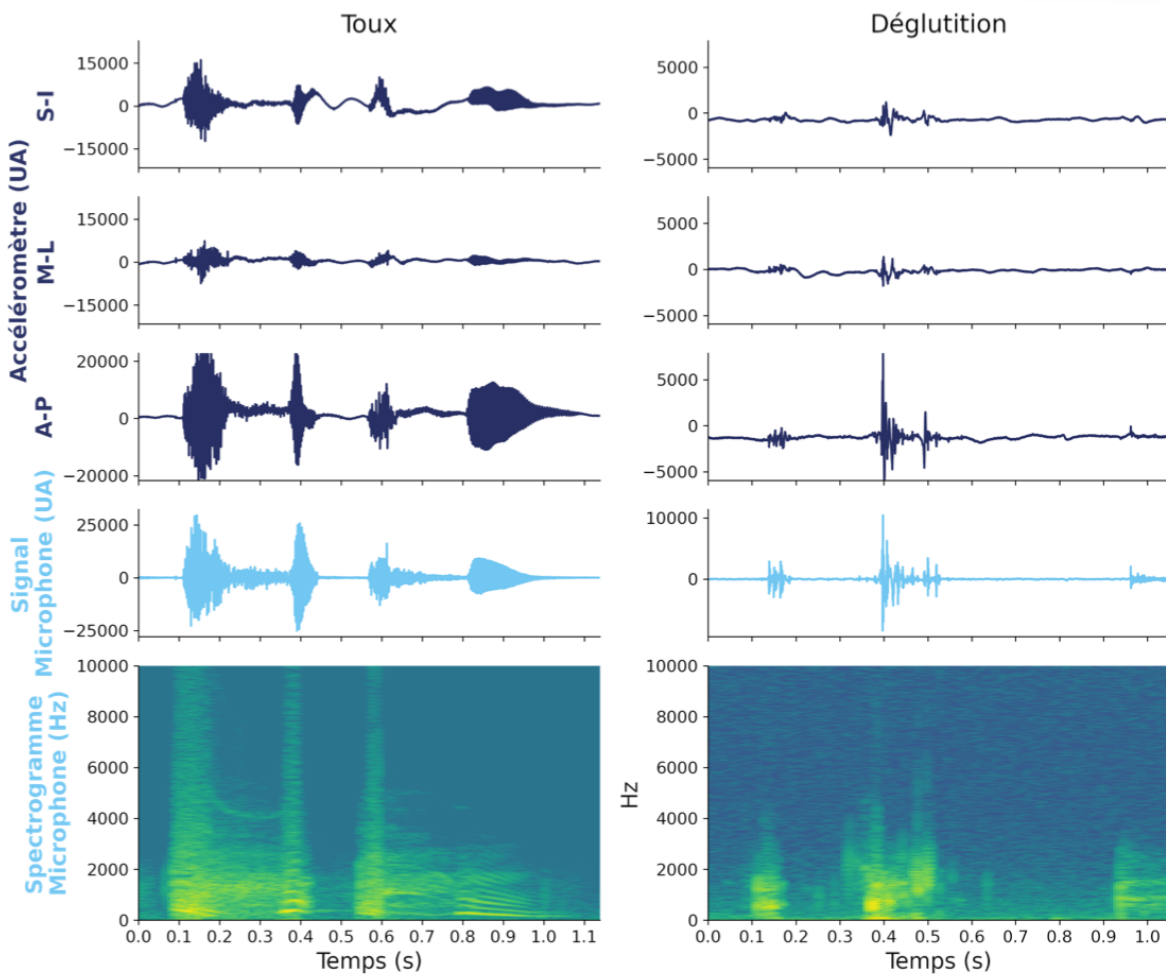 Toux
Déglutition
Accéléromètre (UA)
S-I
15000
0
−15000
5000
0
−5000
M-L
15000
0
−15000
5000
0
−5000
A-P
20000
0
−20000
5000
0
−5000
Signal
Microphone (UA)
25000
0
−25000
10000
0
Spectrogramme
Microphone (Hz)
10000
8000
6000
4000
2000
0
0.0 0.1 0.2 0.3 0.4 0.5 0.6 0.7 0.8 0.9 1.0 1.1
Temps (s)
Hz
10000
8000
6000
4000
2000
0
0.0 0.1 0.2 0.3 0.4 0.5 0.6 0.7 0.8 0.9 1.0
Temps (s)